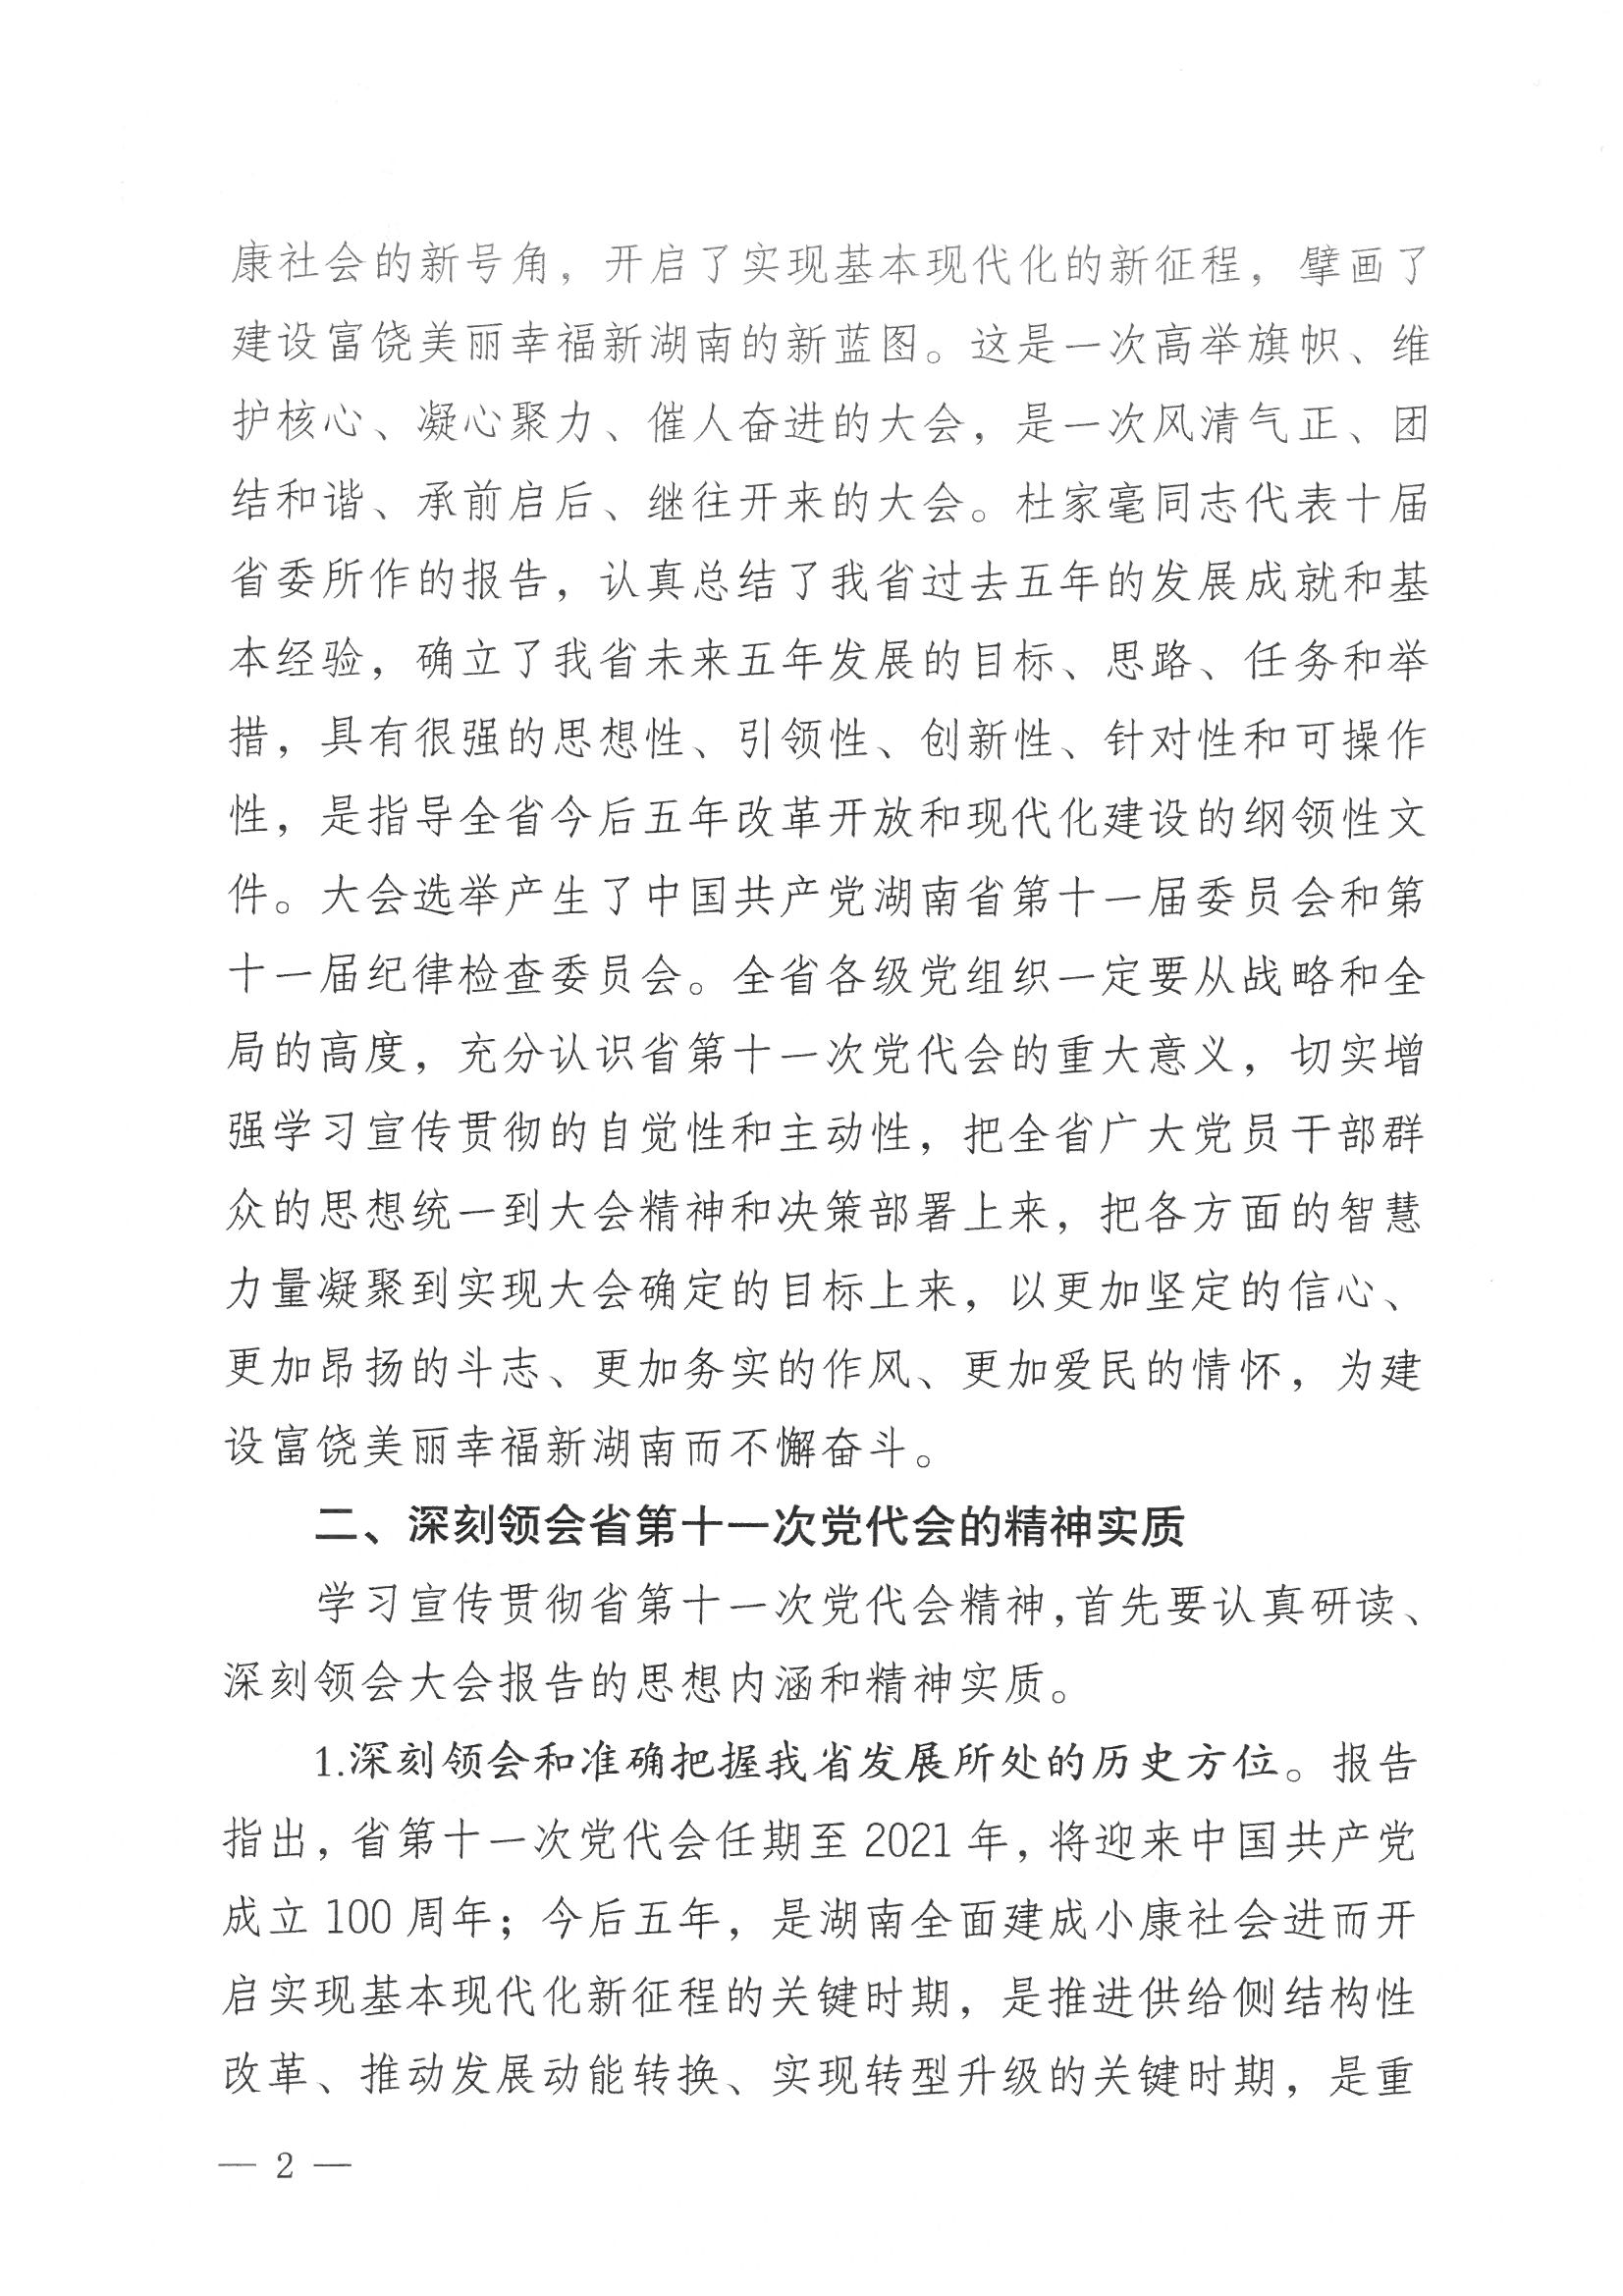 康社会的新号角，开启了实现基本现代化的新征程，擘画了
建设富饶美丽幸福新湖南的新蓝图。这是一次高举旗帜、维
护核心、凝心聚力、催人奋进的大会，是一次风清气正、团
结和谐、承前启后、继往开来的大会。杜家毫同志代表十届
省委所作的报告，认真总结了我省过去五年的发展成就和基
本经验，确立了我省未来五年发展的目标、思路、任务和举
措，具有很强的思想性、引领性、创新性、针对性和可操作
性，是指导全省今后五年改革开放和现代化建设的纲领性文
件。大会选举产生了中国共产党湖南省第十一届委员会和第
十一届纪律检查委员会。全省各级党组织一定要从战略和全
局的高度，充分认识省第十一次党代会的重大意义，切实增
强学习宣传贯彻的自觉性和主动性，把全省广大党员干部群
众的思想统一到大会精神和决策部署上来，把各方面的智慧
力量凝聚到实现大会确定的目标上来，以更加坚定的信心、
更加昂扬的斗志、更加务实的作风、更加爱民的情怀，为建
设富饶美丽幸福新湖南而不懈奋斗。
二、深刻领会省第十一次党代会的精神实质
学习宣传贯彻省第十一次党代会精神，首先要认真研读、
深刻领会大会报告的思想内涵和精神实质。
1.深刻领会和准确把握我省发展所处的历史方位。报告
指出，省第十一次党代会任期至 2021 年，将迎来中国共产党
成立 100 周年；今后五年，是湖南全面建成小康社会进而开
启实现基本现代化新征程的关键时期，是推进供给侧结构性
改革、推动发展动能转换、实现转型升级的关键时期，是重
— 2 —